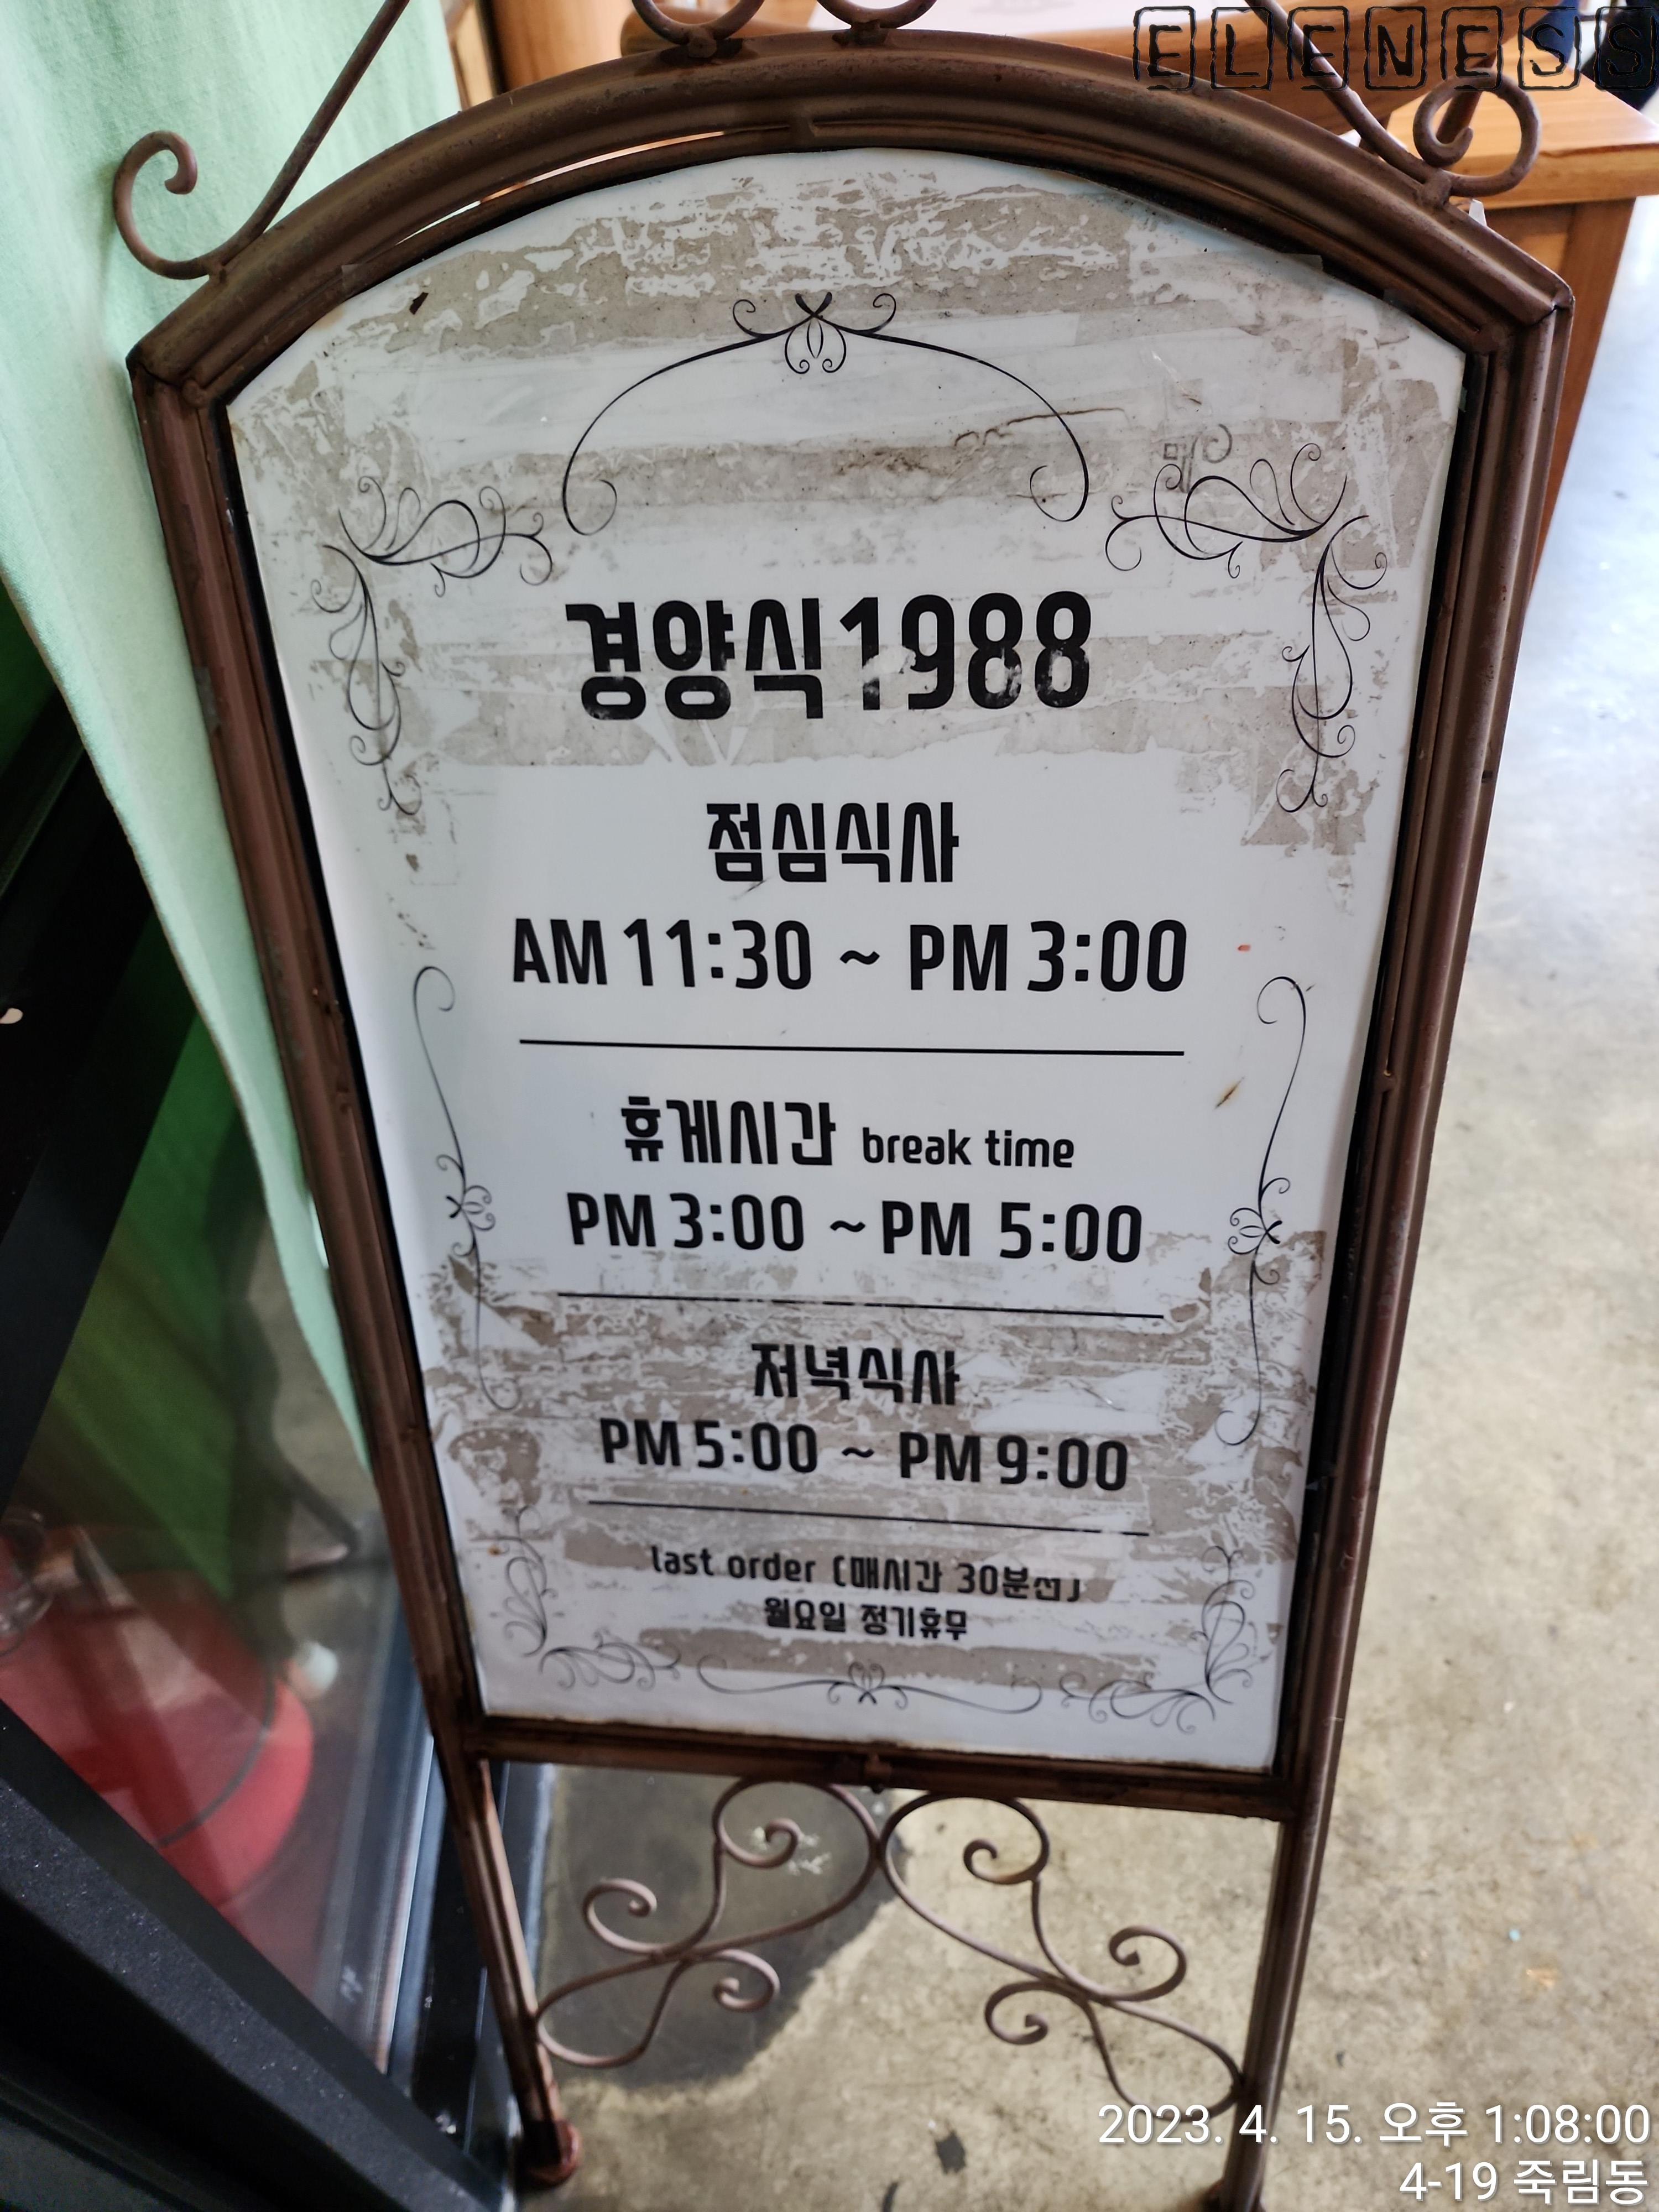 ELENESS
경양식1988
점심식사
AM 11:30 ~ PM 3:00
휴게시간 break time
PM 3:00 ~ PM 5:00
저녁식사
PM 5:00 ~ PM 9:00
last order (매시간 30분전)
월요일 정기휴무
2023. 4. 15. 오후 1:08:00
4-19 죽림동